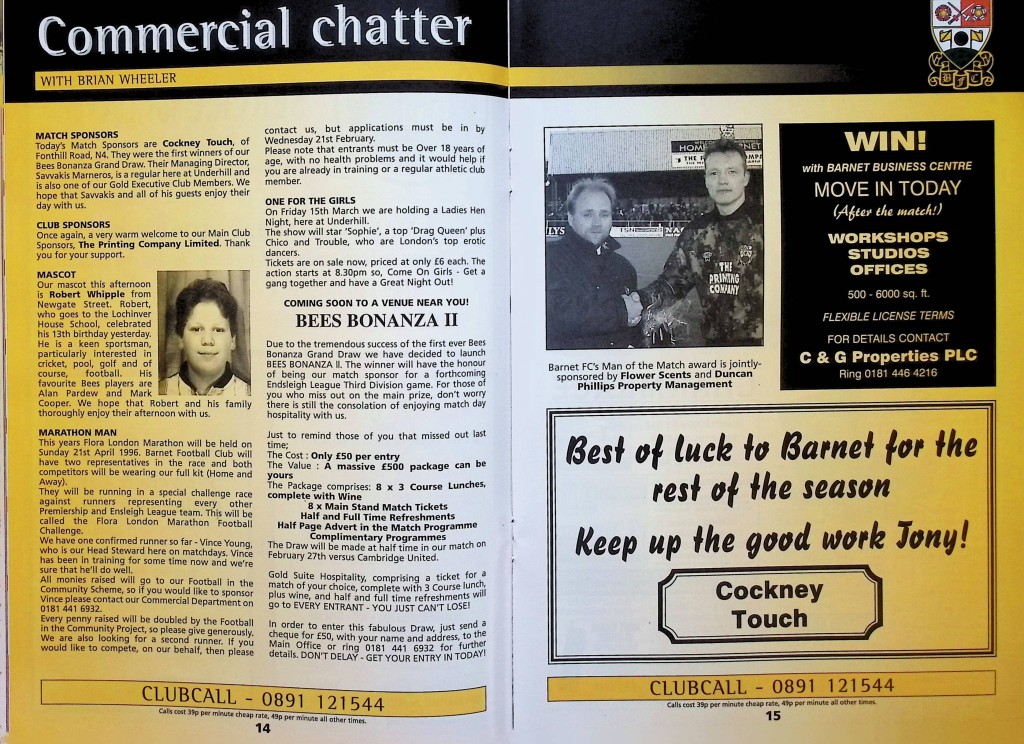 Commercial chatter
WITH BRIAN WHEELER
MATCH SPONSORS
Today's Match Sponsors are Cockney Touch, of
Fonthill Road, N4. They were the first winners of our
Bees Bonanza Grand Draw. Their Managing Director,
Savvakis Marneros, is a regular here at Underhill and
is also one of our Gold Executive Club Members. We
hope that Savvakis and all of his guests enjoy their
day with us.
CLUB SPONSORS
Once again, a very warm welcome to our Main Club
Sponsors, The Printing Company Limited. Thank
you for your support.
MASCOT
Our mascot this afternoon
is Robert Whipple from
Newgate Street. Robert,
who goes to the Lochinver
House School, celebrated
his 13th birthday yesterday.
He is a keen sportsman,
particularly interested in
cricket, pool, golf and of
course, football. His
favourite Bees players are
Alan Pardew and Mark
Cooper. We hope that Robert and his family
thoroughly enjoy their afternoon with us.
MARATHON MAN
This years Flora London Marathon will be held on
Sunday 21st April 1996. Barnet Football Club will
have two representatives in the race and both
competitors will be wearing our full kit (Home and
Away).
They will be running in a special challenge race
against runners representing every other
Premiership and Ensleigh League team. This will be
called the Flora London Marathon Football
Challenge.
We have one confirmed runner so far - Vince Young,
who is our Head Steward here on matchdays. Vince
has been in training for some time now and we're
sure that he'll do well.
All monies raised will go to our Football in the
Community Scheme, so if you would like to sponsor
Vince please contact our Commercial Department on
0181 441 6932.
Every penny raised will be doubled by the Football
in the Community Project, so please give generously.
We are also looking for a second runner. If you
would like to compete, on our behalf, then please
contact us, but applications must be in by
Wednesday 21st February.
Please note that entrants must be Over 18 years of
age, with no health problems and it would help if
you are already in training or a regular athletic club
member.
ONE FOR THE GIRLS
On Friday 15th March we are holding a Ladies Hen
Night, here at Underhill.
The show will star 'Sophie', a top 'Drag Queen' plus
Chico and Trouble, who are London's top erotic
dancers.
Tickets are on sale now, priced at only £6 each. The
action starts at 8.30pm so, Come On Girls - Get a
gang together and have a Great Night Out!
COMING SOON TO A VENUE NEAR YOU!
BEES BONANZA II
Due to the tremendous success of the first ever Bees
Bonanza Grand Draw we have decided to launch
BEES BONANZA II. The winner will have the honour
of being our match sponsor for a forthcoming
Endsleigh League Third Division game. For those of
you who miss out on the main prize, don't worry
there is still the consolation of enjoying match day
hospitality with us.
Just to remind those of you that missed out last
time;
The Cost : Only £50 per entry
The Value : A massive £500 package can be
yours
The Package comprises: 8 x 3 Course Lunches,
complete with Wine
8 x Main Stand Match Tickets
Half and Full Time Refreshments
Half Page Advert in the Match Programme
Complimentary Programmes
The Draw will be made at half time in our match on
February 27th versus Cambridge United.
Gold Suite Hospitality, comprising a ticket for a
match of your choice, complete with 3 Course lunch,
plus wine, and half and full time refreshments will
go to EVERY ENTRANT - YOU JUST CAN'T LOSE!
In order to enter this fabulous Draw, just send a
cheque for £50, with your name and address, to the
Main Office or ring 0181 441 6932 for further
details. DON'T DELAY - GET YOUR ENTRY IN TODAY!
CLUBCALL - 0891 121544
Calls cost 39p per minute cheap rate, 49p per minute all other times.
14
BFC
THE
PRINTING
COMPANY
Barnet FC's Man of the Match award is jointly-
sponsored by Flower Scents and Duncan
Phillips Property Management
WIN!
with BARNET BUSINESS CENTRE
MOVE IN TODAY
(After the match!)
WORKSHOPS
STUDIOS
OFFICES
500 - 6000 sq. ft.
FLEXIBLE LICENSE TERMS
FOR DETAILS CONTACT
C & G Properties PLC
Ring 0181 446 4216
Best of luck to Barnet for the
rest of the season
Keep up the good work Tony!
Cockney
Touch
CLUBCALL - 0891 121544
Calls cost 39p per minute cheap rate, 49p per minute all other times.
15